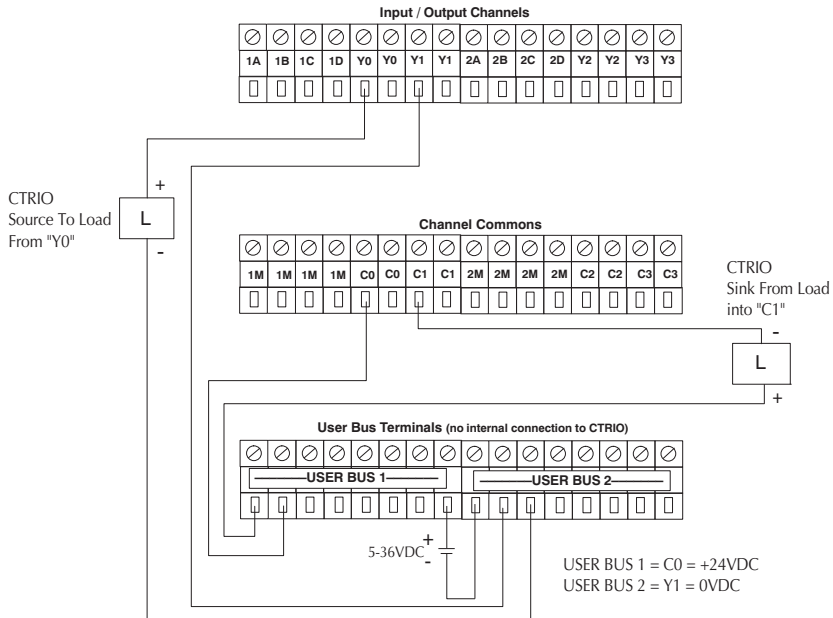 Input / Output Channels
1A 1B 1C 1D Y0 Y0 Y1 Y1 2A 2B 2C 2D Y2 Y2 Y3 Y3
CTRIO
Source To Load
From "Y0"
+
L
-
Channel Commons
1M 1M 1M 1M C0 C0 C1 C1 2M 2M 2M 2M C2 C2 C3 C3
CTRIO
Sink From Load
into "C1"
-
L
+
User Bus Terminals (no internal connection to CTRIO)
USER BUS 1
USER BUS 2
5-36VDC
+
-
USER BUS 1 = C0 = +24VDC
USER BUS 2 = Y1 = 0VDC